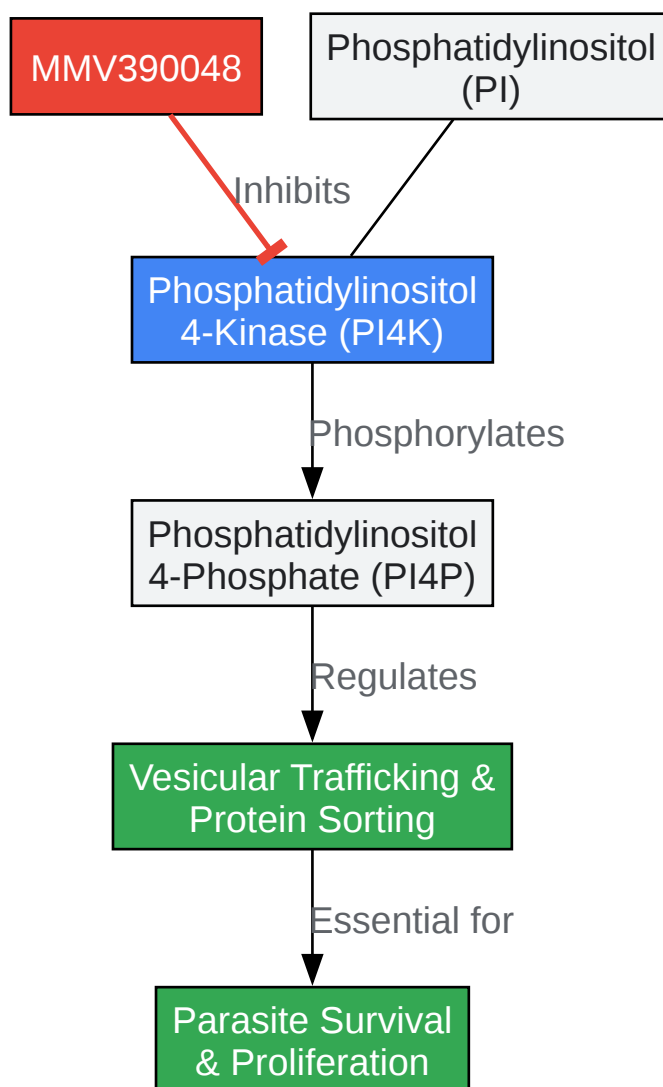 MMV390048
Phosphatidylinositol
(PI)
Inhibits
Phosphatidylinositol
4-Kinase (PI4K)
Phosphorylates
Phosphatidylinositol
4-Phosphate (PI4P)
Regulates
Vesicular Trafficking &
Protein Sorting
Essential for
Parasite Survival
& Proliferation